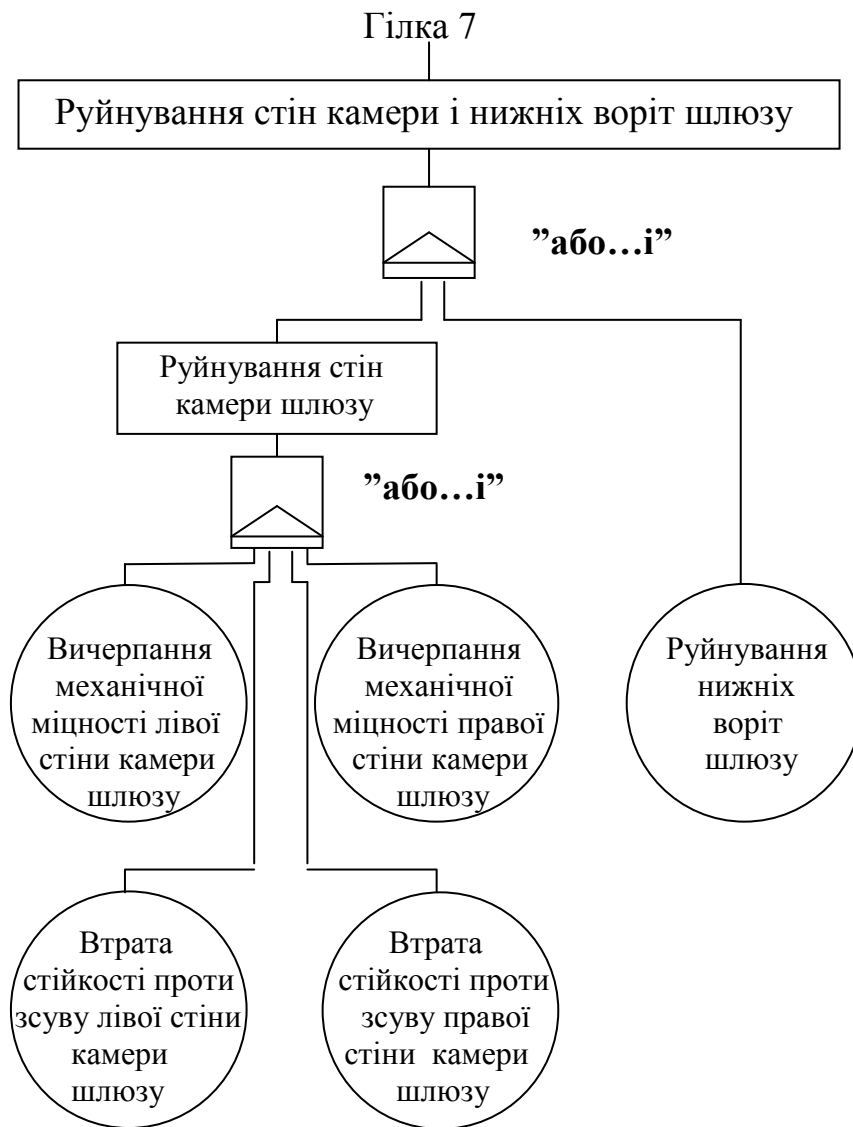 Гілка 7
Руйнування стін камери і нижніх воріт шлюзу
”або…і”
Руйнування стін
камери шлюзу
”або…і”
Вичерпання
механічної
міцності лівої
стіни камери
шлюзу
Вичерпання
механічної
міцності правої
стіни камери
шлюзу
Руйнування
нижніх
воріт
шлюзу
Втрата
стійкості проти
зсуву лівої стіни
камери
шлюзу
Втрата
стійкості проти
зсуву правої
стіни камери
шлюзу